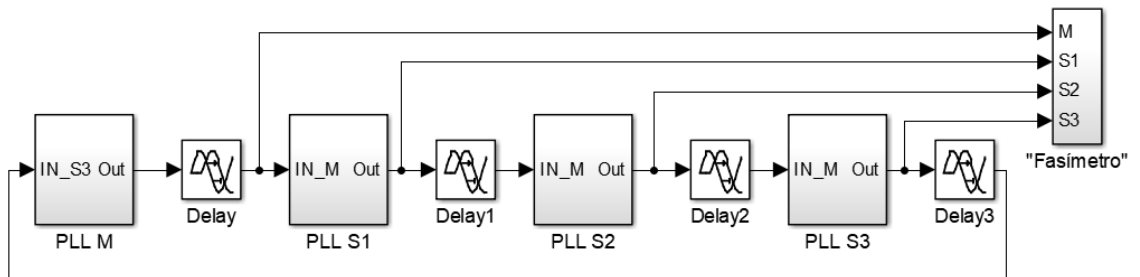 M
S1
S2
S3
"Fasímetro"
IN_S3 Out
PLL M
Delay
IN_M Out
PLL S1
Delay1
IN_M Out
PLL S2
Delay2
IN_M Out
PLL S3
Delay3